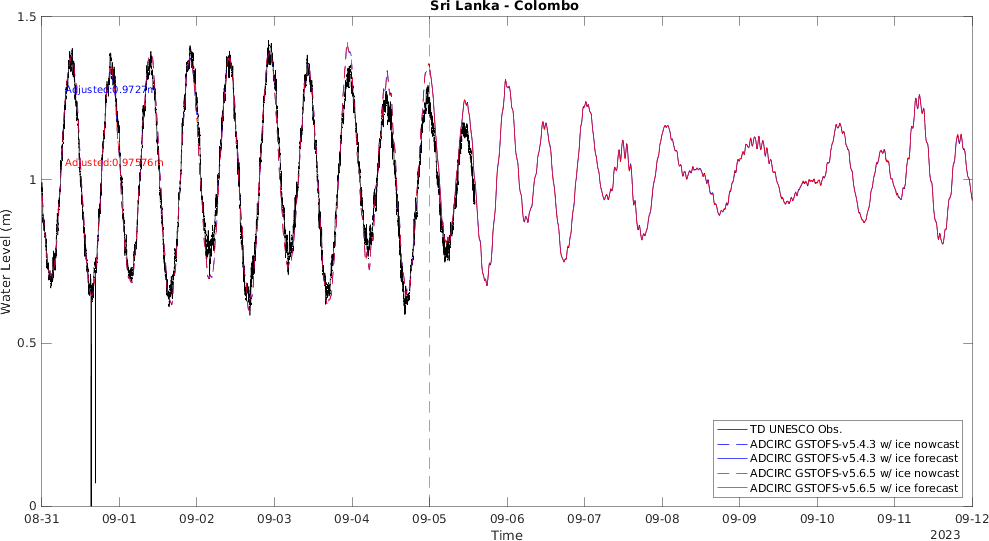 Sri Lanka - Colombo
Water Level (m)
1.5
1
0.5
0
Adjusted:0.9727m
Adjusted:0.97576m
TD UNESCO Obs.
ADCIRC GSTOFS-v5.4.3 w/ ice nowcast
ADCIRC GSTOFS-v5.4.3 w/ ice forecast
ADCIRC GSTOFS-v5.6.5 w/ ice nowcast
ADCIRC GSTOFS-v5.6.5 w/ ice forecast
08-31 09-01 09-02 09-03 09-04 09-05 09-06 09-07 09-08 09-09 09-10 09-11 09-12
Time
2023